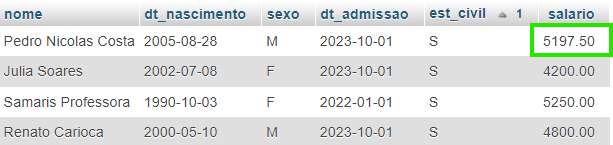 nome dt_nascimento sexo dt_admissao est_civil 1 salario
Pedro Nicolas Costa 2005-08-28 M 2023-10-01 S 5197.50
Julia Soares 2002-07-08 F 2023-10-01 S 4200.00
Samaris Professora 1990-10-03 F 2022-01-01 S 5250.00
Renato Carioca 2000-05-10 M 2023-10-01 S 4800.00